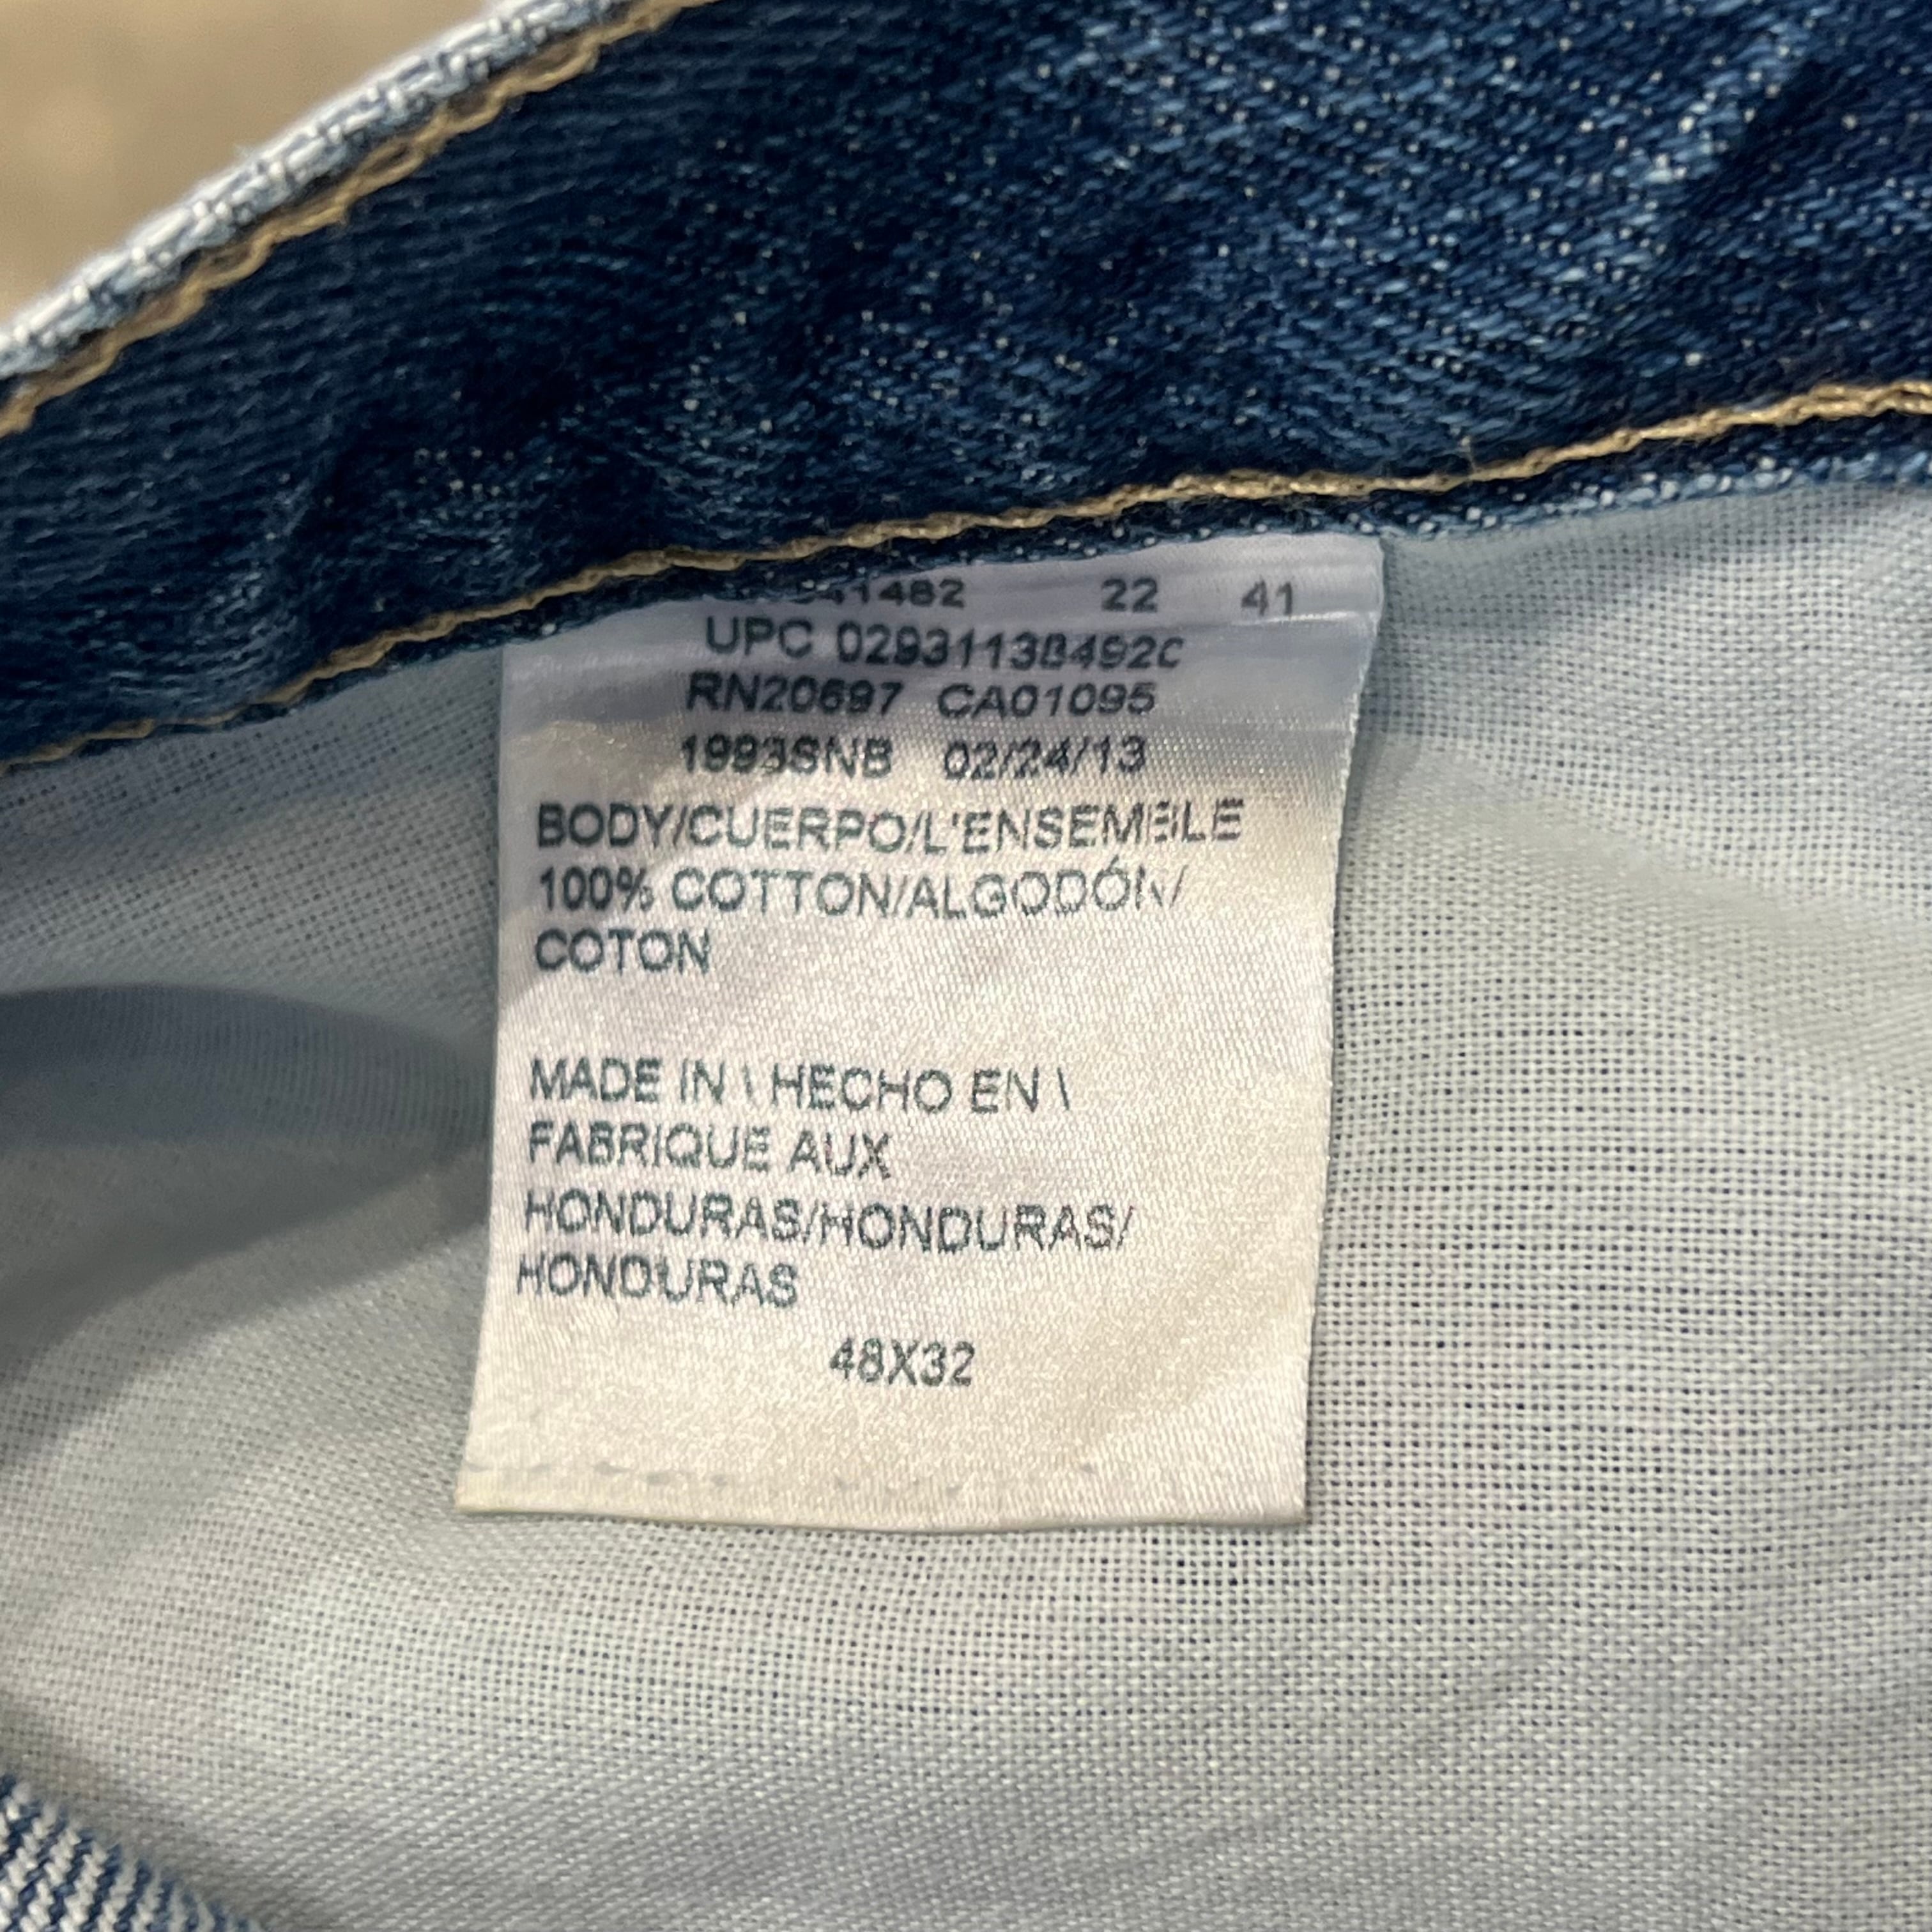 22 41
UPC
RN20697 CA01095
1993SNB 02/24/13
BODY/CUERPO/L'ENSEMBLE
100% COTTON/ALGODÓN/
COTON
MADE IN \ HECHO EN \
FABRIQUE AUX
HONDURAS/HONDURAS/
HONDURAS
48X32